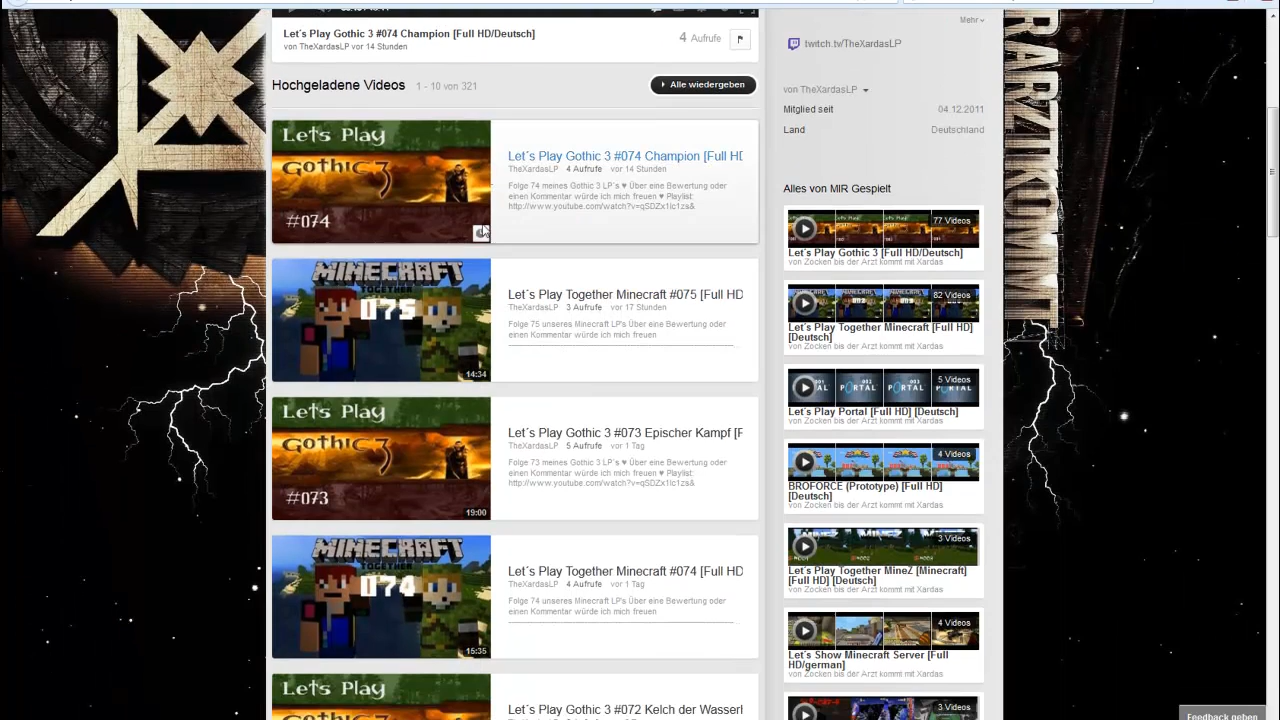 Let´s Play Gothic 3 #074 Champion [Full HD/Deutsch]
von TheXardasLP vor 14 Stunden
4 Aufrufe
Hochgeladene Videos 1 - 10 von 321
Alle wiedergeben
Let's Play
GOTHIC 3
#074
Let´s Play Gothic 3 #074 Champion [Full HD
TheXardasLP 4 Aufrufe vor 14 Stunden
Folge 74 meines Gothic 3 LP´s ♥ Über eine Bewertung oder
einen Kommentar würde ich mich freuen ♥ Playlist:
http://www.youtube.com/watch?v=qSDZx1Ic1zs&
MINECRAFT
TOGETHER
075
14:34
Let´s Play Together Minecraft #075 [Full HD
TheXardasLP 3 Aufrufe vor 17 Stunden
Folge 75 unseres Minecraft LP's Über eine Bewertung oder
einen Kommentar würde ich mich freuen
Let's Play
GOTHIC 3
#073
19:00
Let´s Play Gothic 3 #073 Epischer Kampf [F
TheXardasLP 5 Aufrufe vor 1 Tag
Folge 73 meines Gothic 3 LP´s ♥ Über eine Bewertung oder
einen Kommentar würde ich mich freuen ♥ Playlist:
http://www.youtube.com/watch?v=qSDZx1Ic1zs&
MINECRAFT
TOGETHER
074
15:35
Let´s Play Together Minecraft #074 [Full HD
TheXardasLP 4 Aufrufe vor 1 Tag
Folge 74 unseres Minecraft LP's Über eine Bewertung oder
einen Kommentar würde ich mich freuen
Let's Play
Let´s Play Gothic 3 #072 Kelch der Wasserl
Mehr
twitch.tv/TheXardasLP
von TheXardasLP
Mitglied seit 04.12.2011
Land Deutschland
Alles von MIR Gespielt
77 Videos
Let´s Play Gothic 3 [Full HD/Deutsch]
von Zocken bis der Arzt kommt mit Xardas
82 Videos
Let´s Play Together Minecraft [Full HD]
[Deutsch]
von Zocken bis der Arzt kommt mit Xardas
5 Videos
Let´s Play Portal [Full HD] [Deutsch]
von Zocken bis der Arzt kommt mit Xardas
4 Videos
BROFORCE (Prototype) [Full HD]
[Deutsch]
von Zocken bis der Arzt kommt mit Xardas
3 Videos
Let´s Play Together MineZ [Minecraft]
[Full HD] [Deutsch]
von Zocken bis der Arzt kommt mit Xardas
4 Videos
Let´s Show Minecraft Server [Full
HD/german]
von Zocken bis der Arzt kommt mit Xardas
3 Videos
Feedback geben